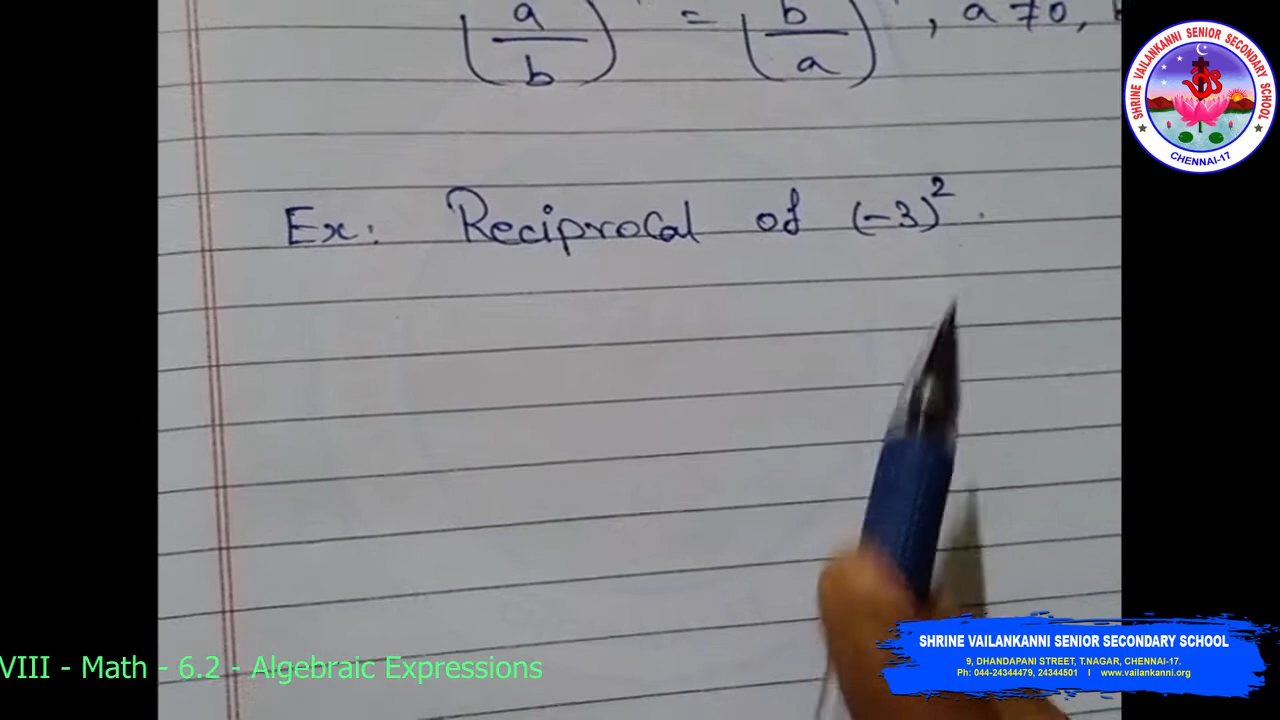 (a/b) = (b/a) , a ≠ 0,
Ex: Reciprocal of (-3)².
SHRINE VAILANKANNI SENIOR SECONDARY SCHOOL
CHENNAI-17
VIII - Math - 6.2 - Algebraic Expressions
SHRINE VAILANKANNI SENIOR SECONDARY SCHOOL
9, DHANDAPANI STREET, T.NAGAR, CHENNAI-17.
Ph: 044-24344479, 24344501 I www.vailankanni.org